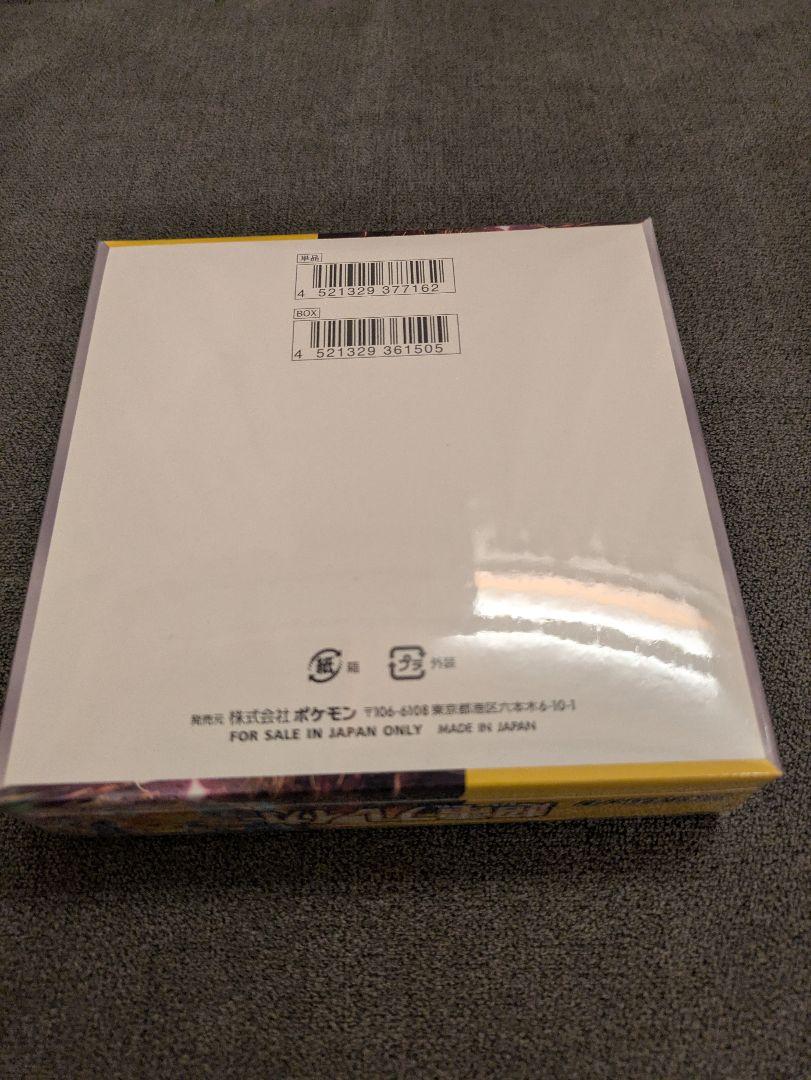 単品
4 521329 377162
BOX
4 521329 361505
紙 箱 プラ 外装
発売元 株式会社 ポケモン 〒106-6108 東京都港区六本木6-10-1
FOR SALE IN JAPAN ONLY MADE IN JAPAN